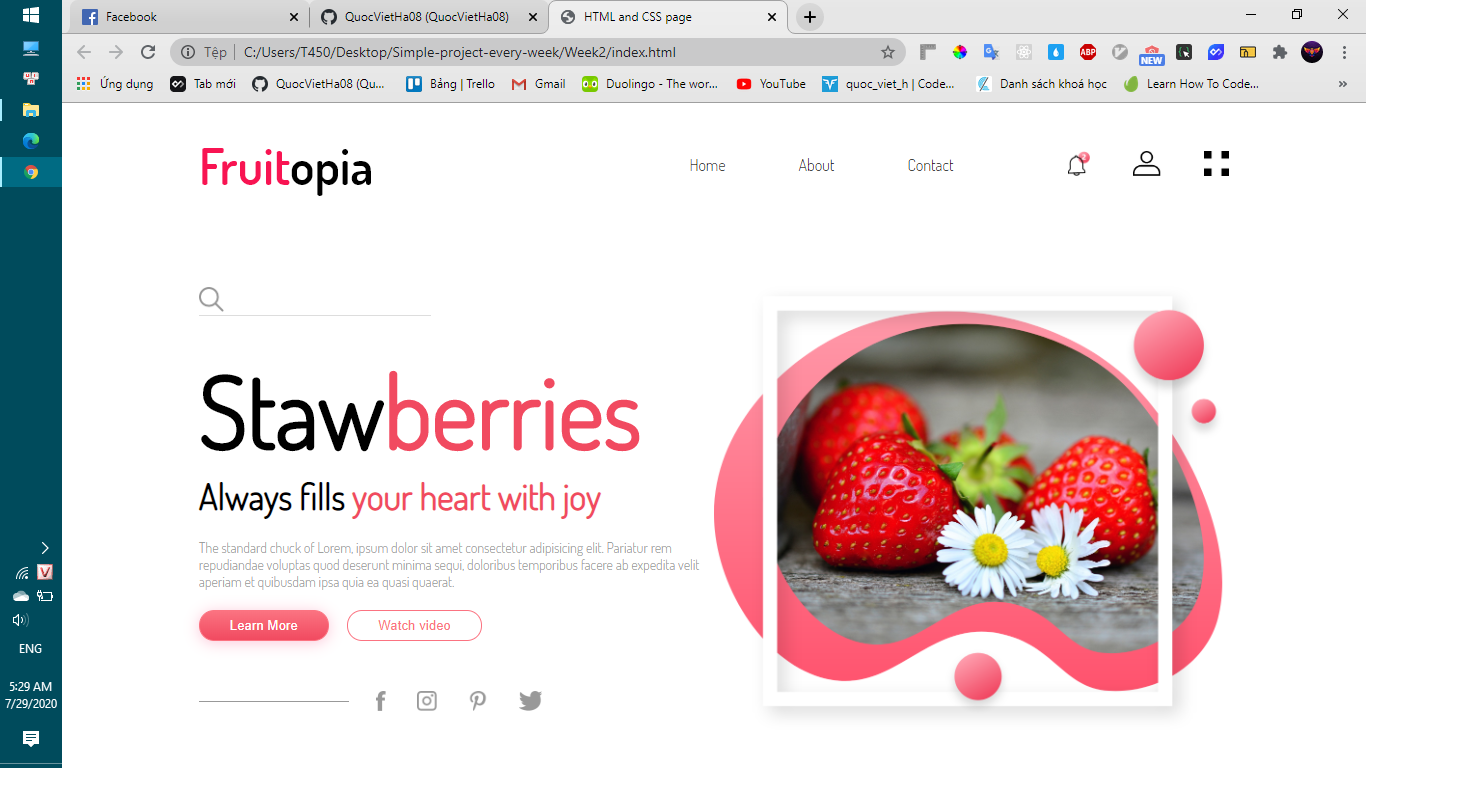 Facebook
QuocVietHa08 (QuocVietHa08)
HTML and CSS page
Tệp
C:/Users/T450/Desktop/Simple-project-every-week/Week2/index.html
ABP
NEW
Ứng dụng
Tab mới
QuocVietHa08 (Qu...
Bảng | Trello
Gmail
Duolingo - The wor...
YouTube
quoc_viet_h | Code...
Danh sách khoá học
Learn How To Code...
»
Fruitopia
Home
About
Contact
2
Stawberries
Always fills your heart with joy
The standard chuck of Lorem, ipsum dolor sit amet consectetur adipisicing elit. Pariatur rem
repudiandae voluptas quod deserunt minima sequi, doloribus temporibus facere ab expedita velit
aperiam et quibusdam ipsa quia ea quasi quaerat.
Learn More
Watch video
V
ENG
5:29 AM
7/29/2020